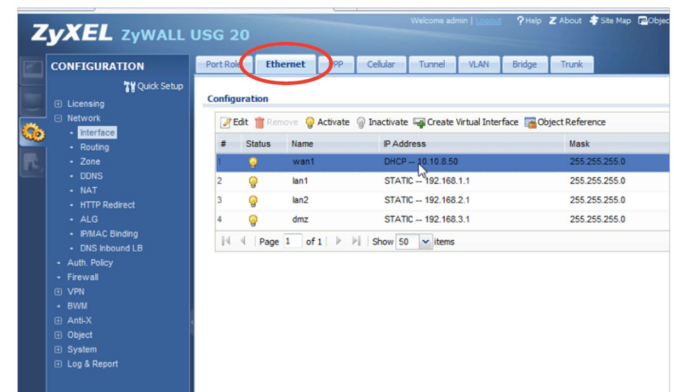 Welcome admin | Logout ?Help Z About Site Map Objec
ZyXEL ZyWALL USG 20
CONFIGURATION
Quick Setup
Licensing
Network
Interface
Routing
Zone
DDNS
NAT
HTTP Redirect
ALG
IP/MAC Binding
DNS Inbound LB
Auth. Policy
Firewall
VPN
BWM
Anti-X
Object
System
Log & Report
Port Role Ethernet PPP Cellular Tunnel VLAN Bridge Trunk
Configuration
Edit Remove Activate Inactivate Create Virtual Interface Object Reference
# Status Name IP Address Mask
1 wan1 DHCP -- 10.10.8.50 255.255.255.0
2 lan1 STATIC -- 192.168.1.1 255.255.255.0
3 lan2 STATIC -- 192.168.2.1 255.255.255.0
4 dmz STATIC -- 192.168.3.1 255.255.255.0
Page 1 of 1 Show 50 items